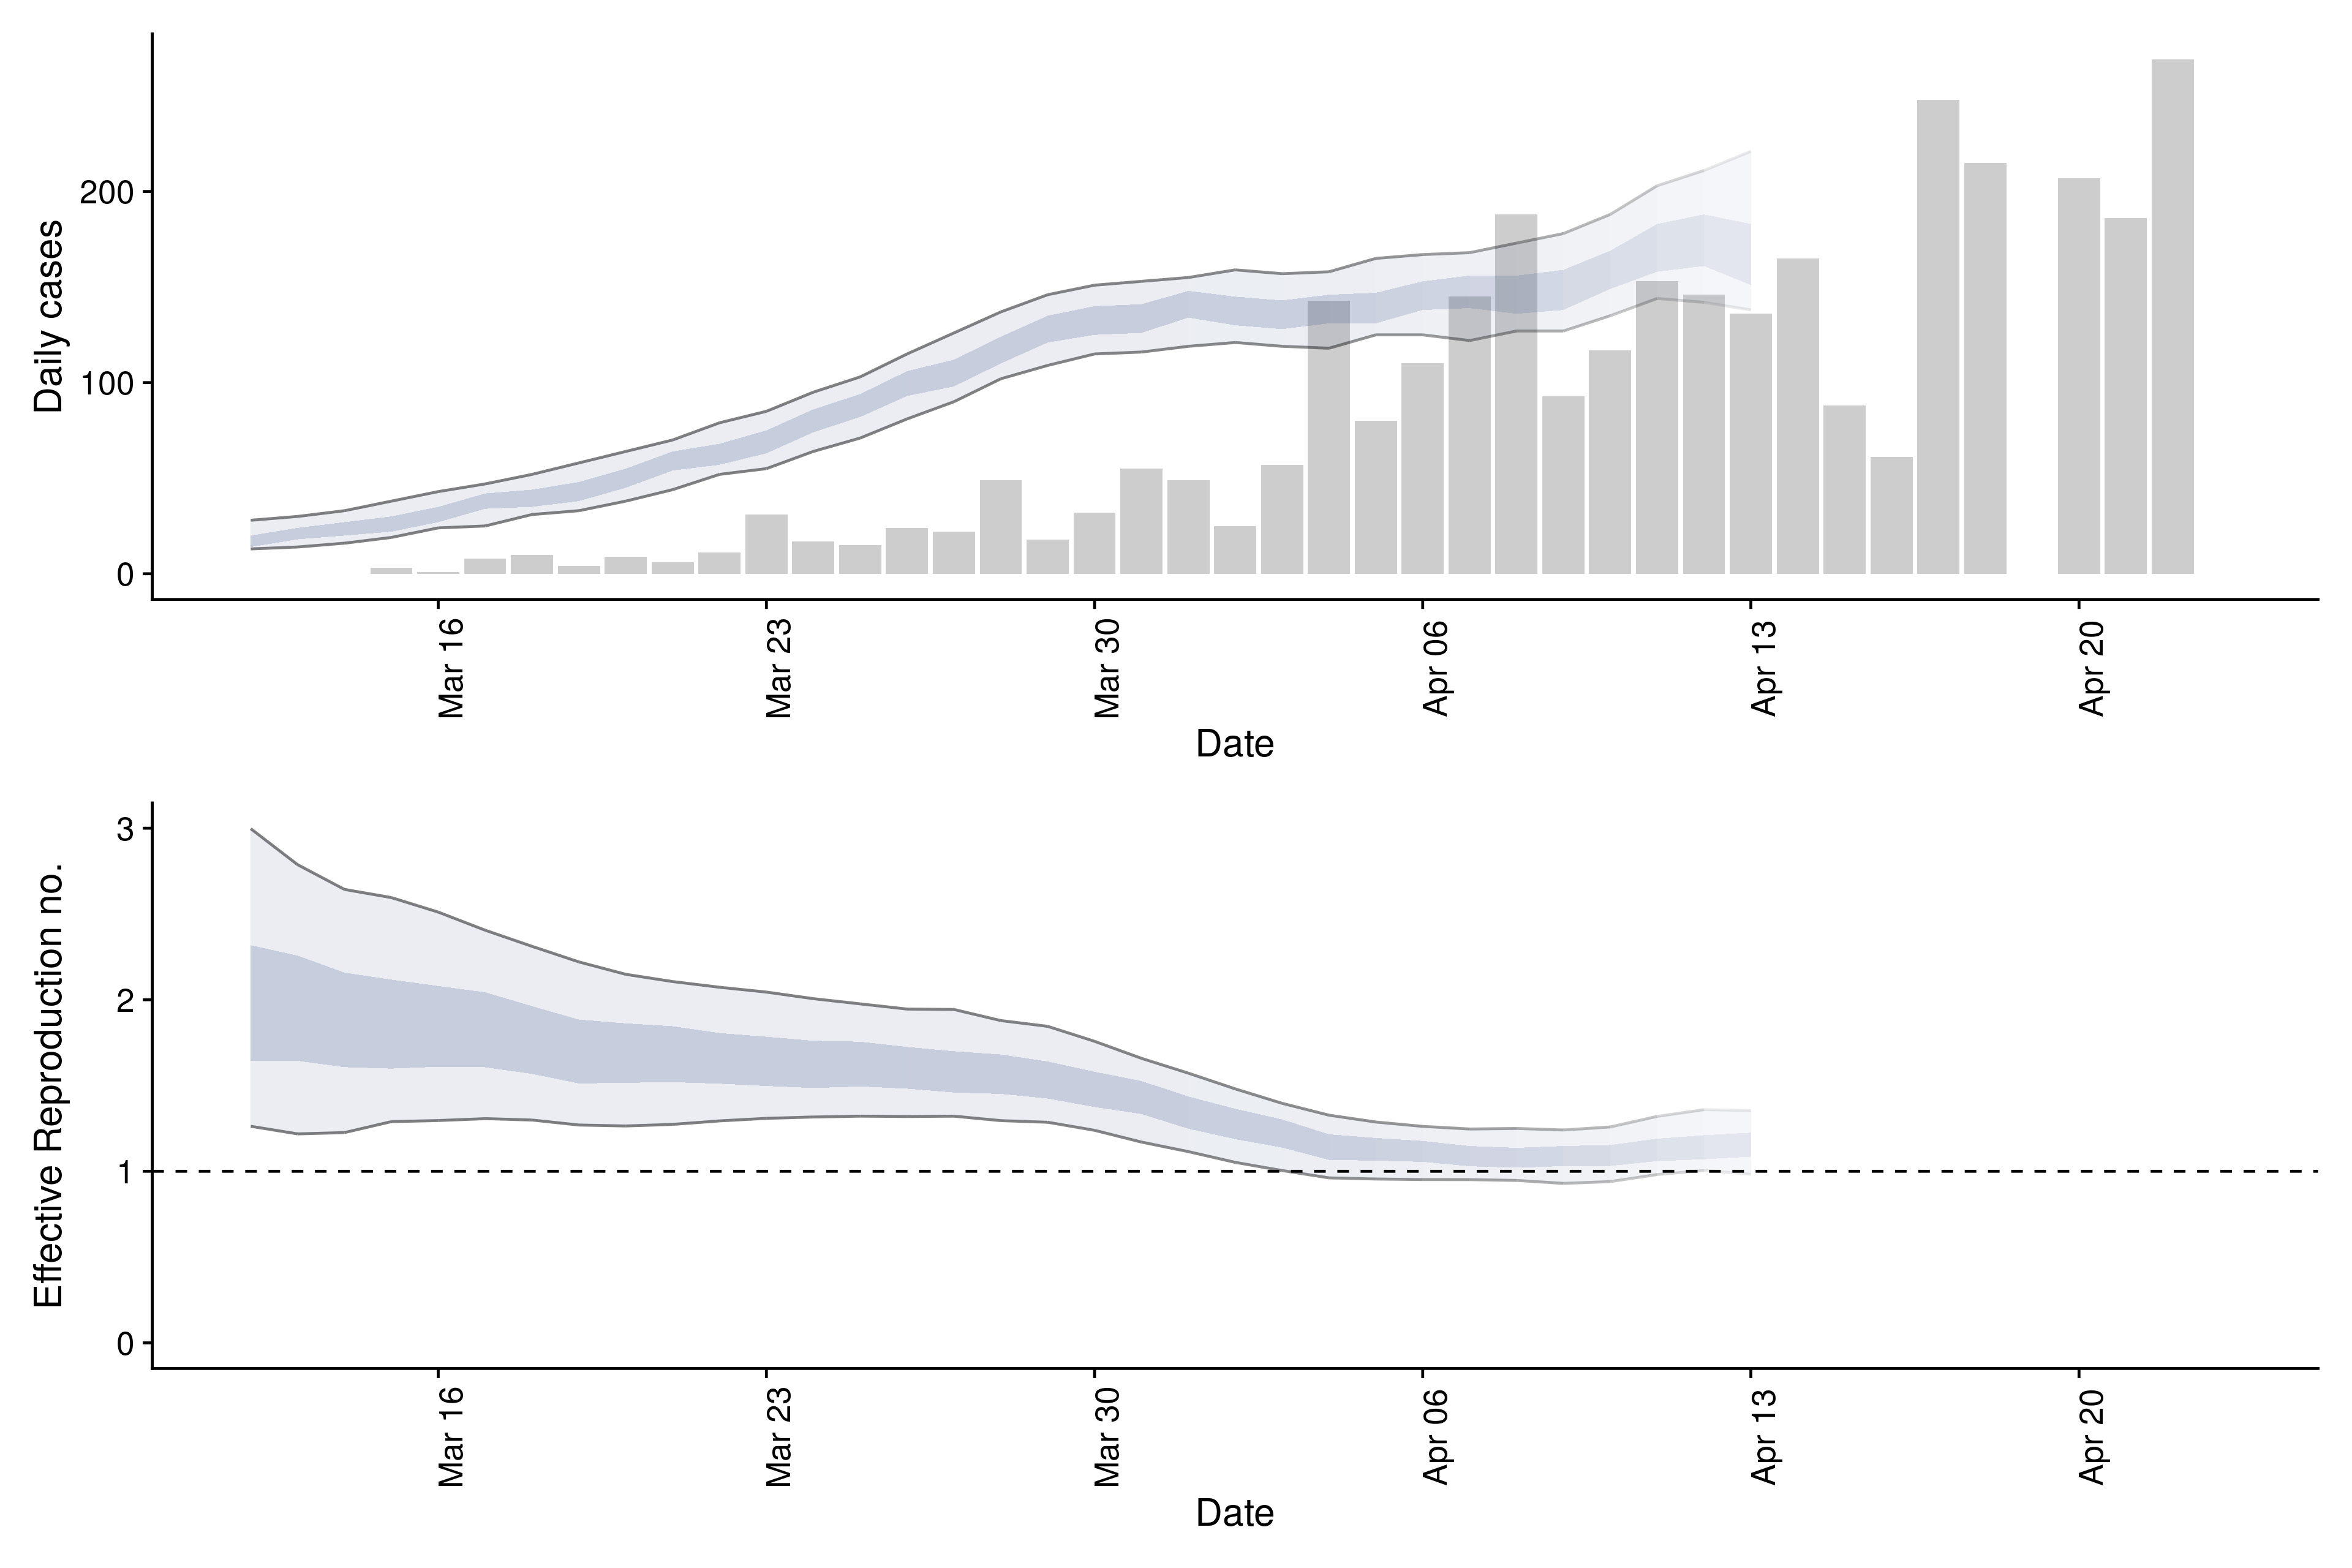 Daily cases
200
100
0
Mar 16
Mar 23
Mar 30
Apr 06
Apr 13
Apr 20
Date
Effective Reproduction no.
3
2
1
0
Mar 16
Mar 23
Mar 30
Apr 06
Apr 13
Apr 20
Date